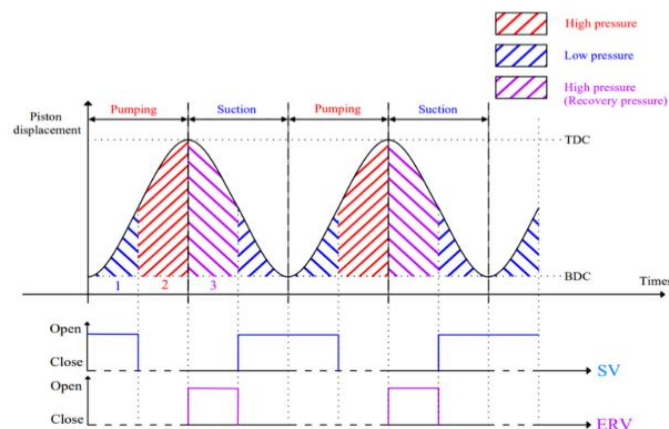 High pressure
Low pressure
High pressure
(Recovery pressure)
Piston
displacement
Pumping
Suction
Pumping
Suction
TDC
BDC
1
2
3
Times
Open
Close
SV
Open
Close
ERV